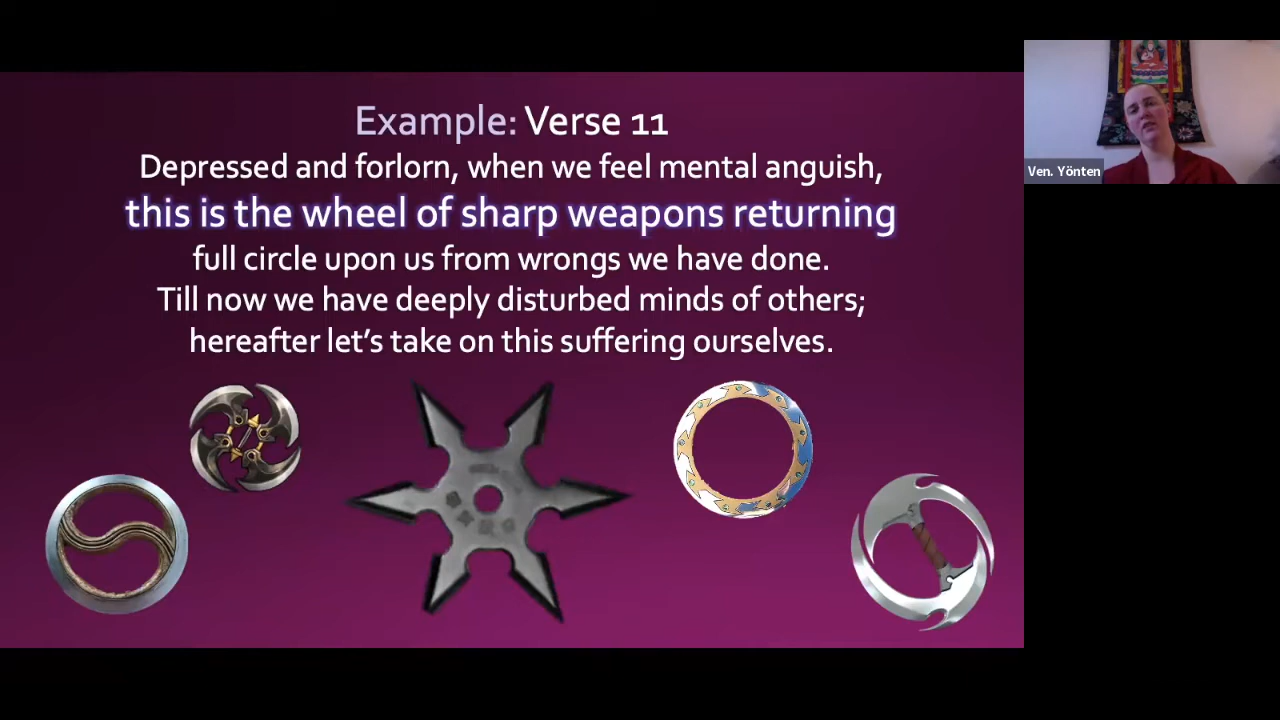 Example: Verse 11
Depressed and forlorn, when we feel mental anguish,
this is the wheel of sharp weapons returning
full circle upon us from wrongs we have done.
Till now we have deeply disturbed minds of others;
hereafter let’s take on this suffering ourselves.
Ven. Yönten